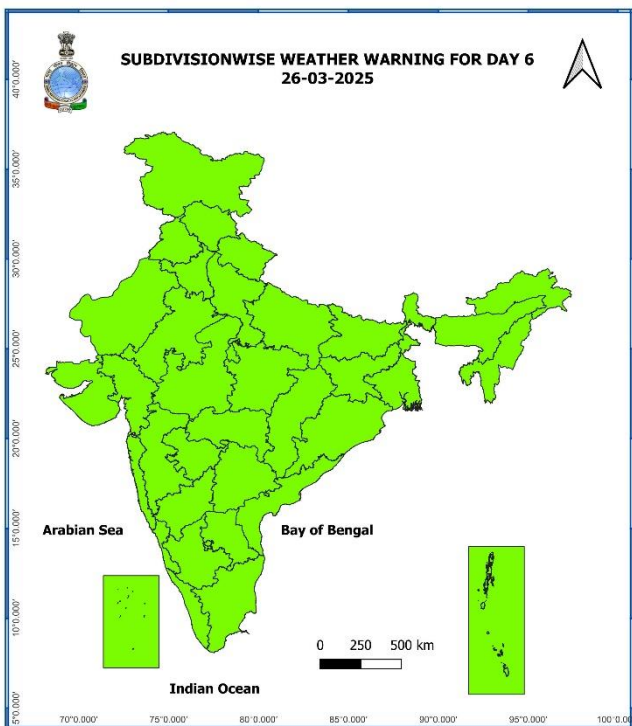 SUBDIVISIONWISE WEATHER WARNING FOR DAY 6
26-03-2025
40°0.000'
35°0.000'
30°0.000'
25°0.000'
20°0.000'
15°0.000'
10°0.000'
5°0.000'
Arabian Sea
Bay of Bengal
0 250 500 km
Indian Ocean
70°0.000' 75°0.000' 80°0.000' 85°0.000' 90°0.000' 95°0.000' 100°0.0